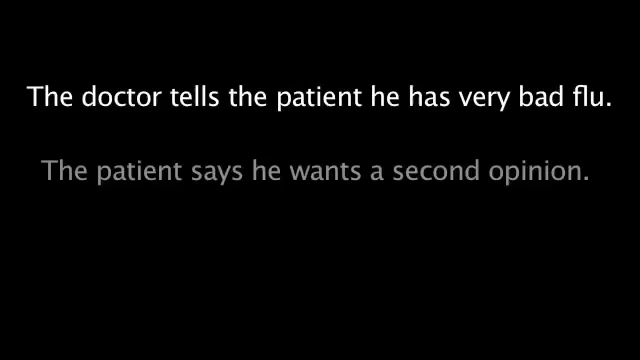 The doctor tells the patient he has very bad flu.
The patient says he wants a second opinion.